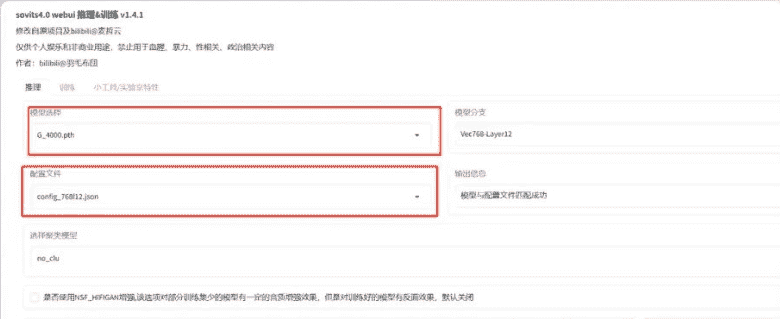 sovits4.0 webui 推理&训练 v1.4.1
修改自原项目及bilibili@麦哲云
仅供个人娱乐和非商业用途，禁止用于血腥、暴力、性相关、政治相关内容
作者：bilibili@羽毛布団
推理 训练 小工具/实验室特性
模型选择
G_4000.pth
模型分支
Vec768-Layer12
配置文件
config_768l12.json
输出信息
模型与配置文件匹配成功
选择聚类模型
no_clu
是否使用NSF_HIFIGAN增强,该选项对部分训练集少的模型有一定的音质增强效果，但是对训练好的模型有反面效果，默认关闭